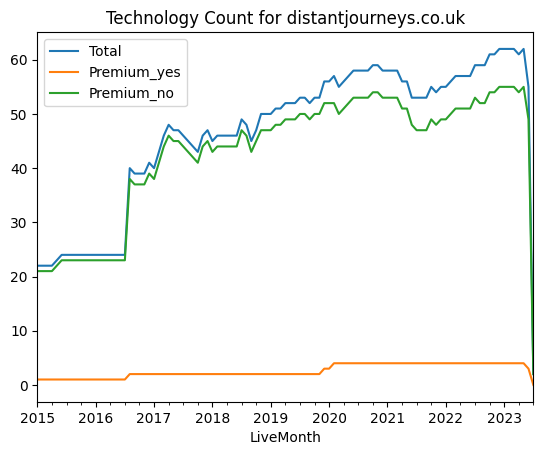 Technology Count for distantjourneys.co.uk
Total
Premium_yes
Premium_no
60
50
40
30
20
10
0
2015 2016 2017 2018 2019 2020 2021 2022 2023
LiveMonth